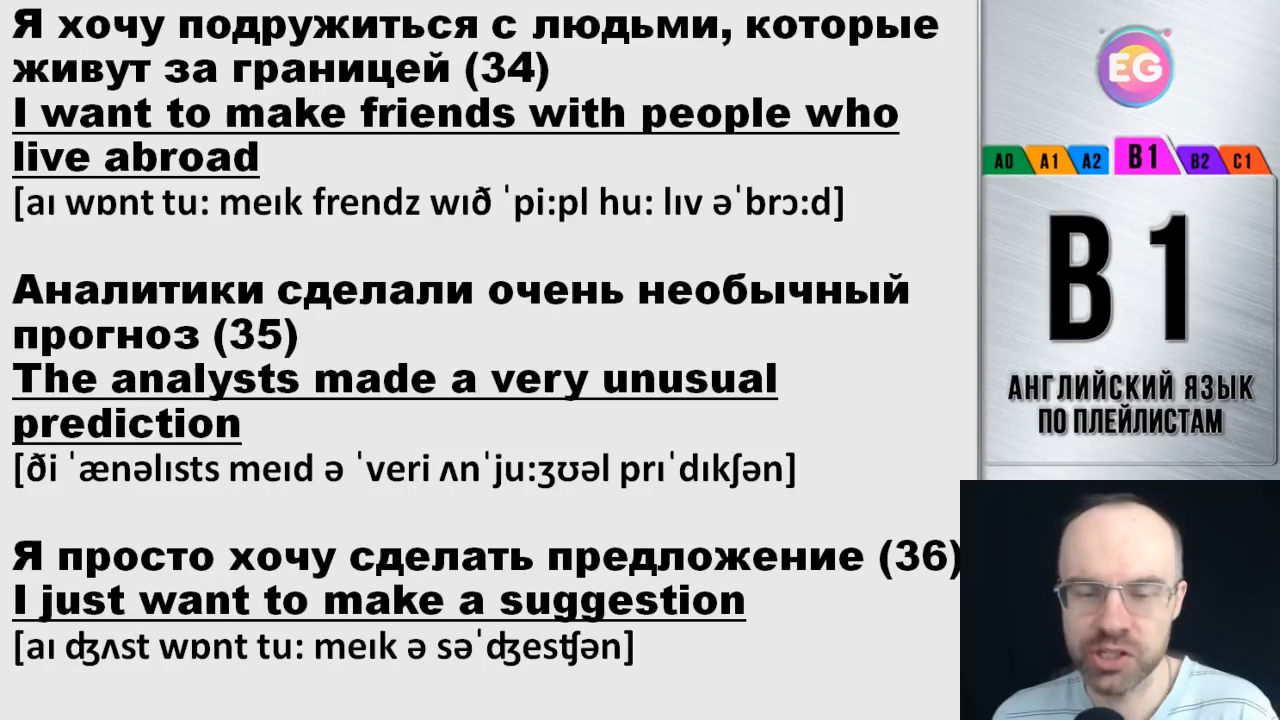 Я хочу подружиться с людьми, которые
живут за границей (34)
I want to make friends with people who
live abroad
[aɪ wɒnt tu: meɪk frendz wɪð ˈpi:pl hu: lɪv əˈbrɔ:d]
Аналитики сделали очень необычный
прогноз (35)
The analysts made a very unusual
prediction
[ði ˈænəlɪsts meɪd ə ˈveri ʌnˈju:ʒʊəl prɪˈdɪkʃən]
Я просто хочу сделать предложение (36)
I just want to make a suggestion
[aɪ ʤʌst wɒnt tu: meɪk ə səˈʤesʧən]
EG
A0 A1 A2 B1 B2 C1
B1
АНГЛИЙСКИЙ ЯЗЫК
ПО ПЛЕЙЛИСТАМ